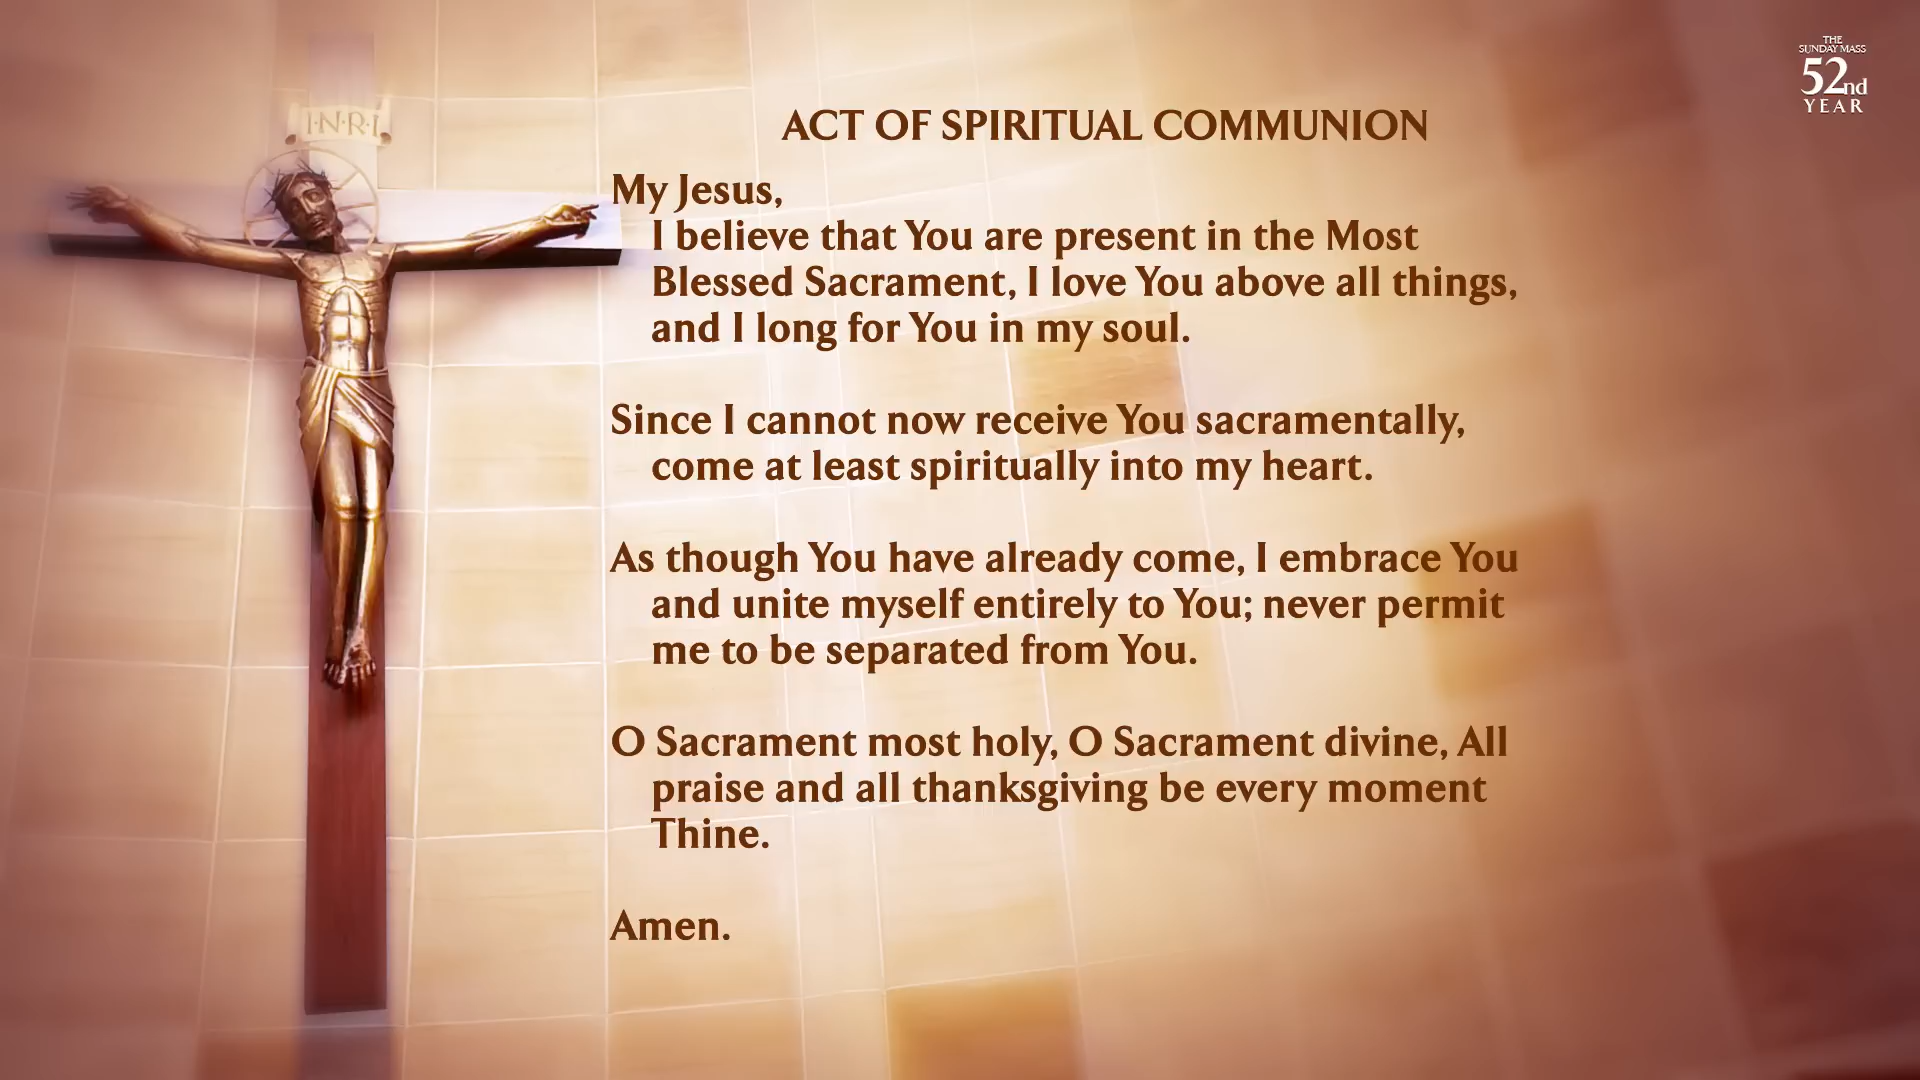 THE
SUNDAY MASS
52nd
YEAR
I·N·R·I
ACT OF SPIRITUAL COMMUNION
My Jesus,
I believe that You are present in the Most
Blessed Sacrament, I love You above all things,
and I long for You in my soul.
Since I cannot now receive You sacramentally,
come at least spiritually into my heart.
As though You have already come, I embrace You
and unite myself entirely to You; never permit
me to be separated from You.
O Sacrament most holy, O Sacrament divine, All
praise and all thanksgiving be every moment
Thine.
Amen.